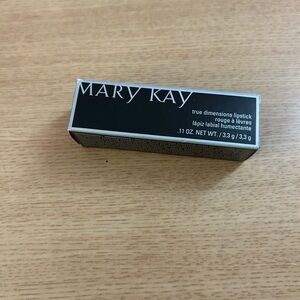 MARY KAY
true dimensions lipstick
rouge à lèvres
lápiz labial humectante
.11 OZ. NET WT. / 3.3 g / 3,3 g